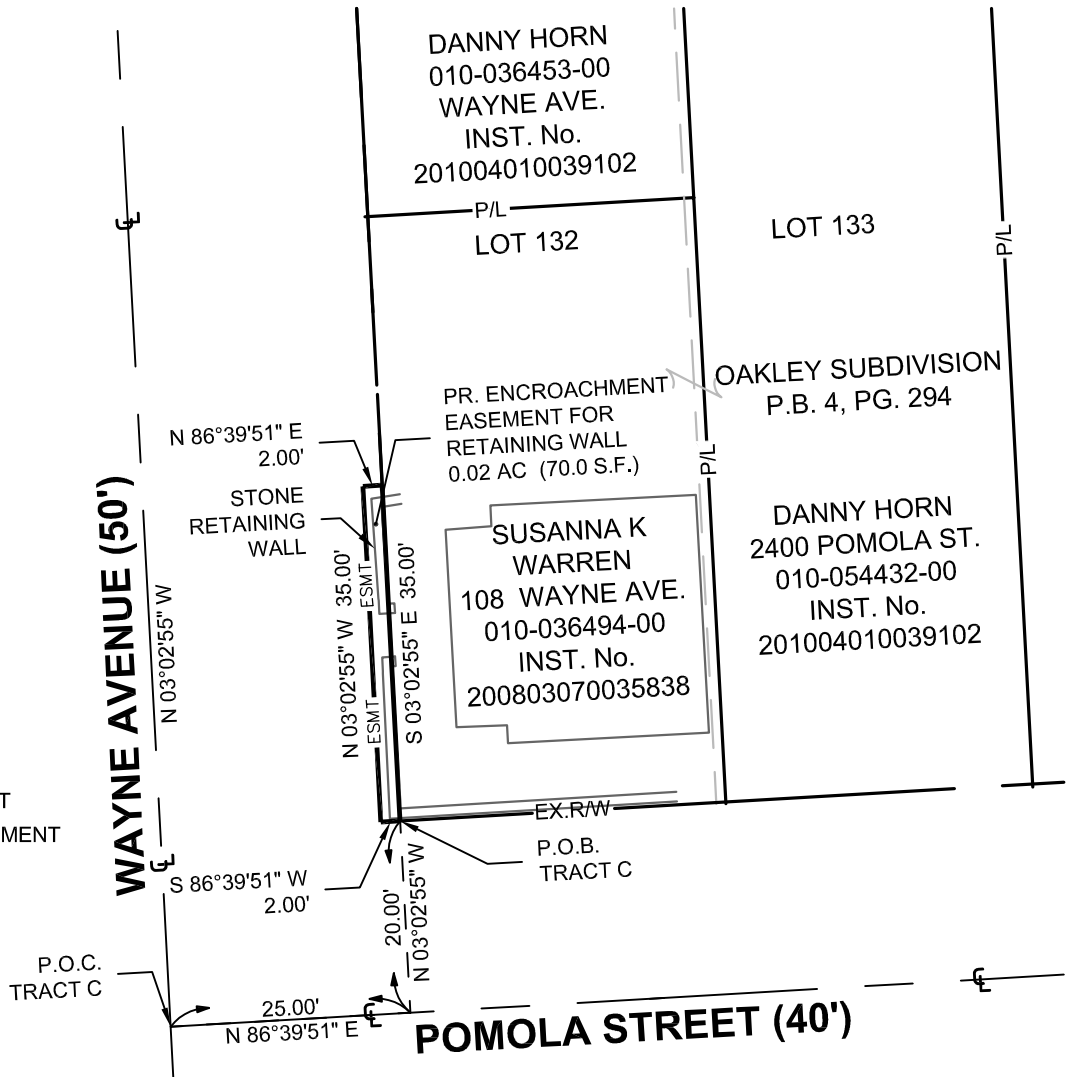 DANNY HORN
010-036453-00
WAYNE AVE.
INST. No.
201004010039102
P/L
LOT 132
LOT 133
P/L
OAKLEY SUBDIVISION
P.B. 4, PG. 294
PR. ENCROACHMENT
EASEMENT FOR
RETAINING WALL
0.02 AC (70.0 S.F.)
N 86°39'51" E
2.00'
STONE
RETAINING
WALL
P/L
SUSANNA K
WARREN
108 WAYNE AVE.
010-036494-00
INST. No.
200803070035838
DANNY HORN
2400 POMOLA ST.
010-054432-00
INST. No.
201004010039102
WAYNE AVENUE (50')
N 03°02'55" W
N 03°02'55" W 35.00'
ESMT
ESMT
S 03°02'55" E 35.00'
T
MENT
EX.R/W
P.O.B.
TRACT C
S 86°39'51" W
2.00'
20.00'
N 03°02'55" W
P.O.C.
TRACT C
25.00'
N 86°39'51" E
POMOLA STREET (40')